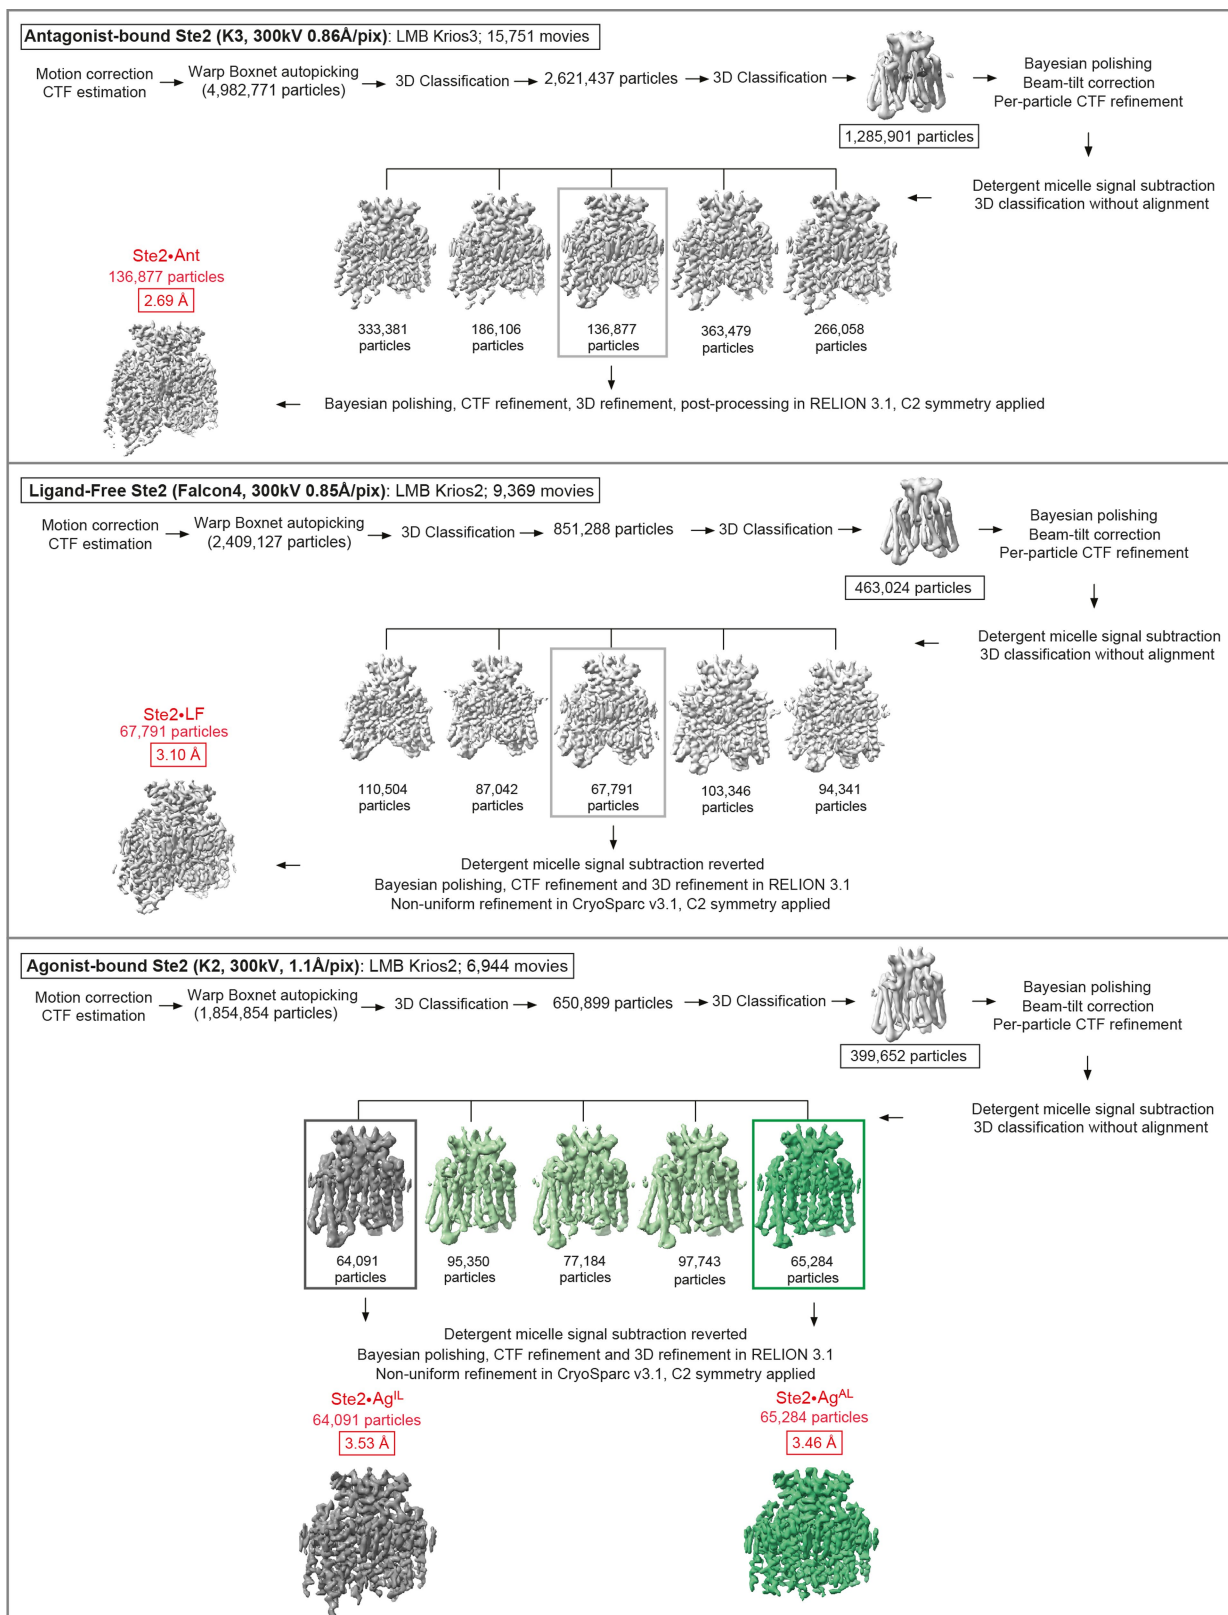 Antagonist-bound Ste2 (K3, 300kV 0.86Å/pix): LMB Krios3; 15,751 movies
Motion correction
CTF estimation
Warp Boxnet autopicking
(4,982,771 particles)
3D Classification
2,621,437 particles
3D Classification
1,285,901 particles
Bayesian polishing
Beam-tilt correction
Per-particle CTF refinement
Detergent micelle signal subtraction
3D classification without alignment
333,381
particles
186,106
particles
136,877
particles
363,479
particles
266,058
particles
Bayesian polishing, CTF refinement, 3D refinement, post-processing in RELION 3.1, C2 symmetry applied
Ste2•Ant
136,877 particles
2.69 Å
Ligand-Free Ste2 (Falcon4, 300kV 0.85Å/pix): LMB Krios2; 9,369 movies
Motion correction
CTF estimation
Warp Boxnet autopicking
(2,409,127 particles)
3D Classification
851,288 particles
3D Classification
463,024 particles
Bayesian polishing
Beam-tilt correction
Per-particle CTF refinement
Detergent micelle signal subtraction
3D classification without alignment
110,504
particles
87,042
particles
67,791
particles
103,346
particles
94,341
particles
Detergent micelle signal subtraction reverted
Bayesian polishing, CTF refinement and 3D refinement in RELION 3.1
Non-uniform refinement in CryoSparc v3.1, C2 symmetry applied
Ste2•LF
67,791 particles
3.10 Å
Agonist-bound Ste2 (K2, 300kV, 1.1Å/pix): LMB Krios2; 6,944 movies
Motion correction
CTF estimation
Warp Boxnet autopicking
(1,854,854 particles)
3D Classification
650,899 particles
3D Classification
399,652 particles
Bayesian polishing
Beam-tilt correction
Per-particle CTF refinement
Detergent micelle signal subtraction
3D classification without alignment
64,091
particles
95,350
particles
77,184
particles
97,743
particles
65,284
particles
Detergent micelle signal subtraction reverted
Bayesian polishing, CTF refinement and 3D refinement in RELION 3.1
Non-uniform refinement in CryoSparc v3.1, C2 symmetry applied
Ste2•Ag^IL
64,091 particles
3.53 Å
Ste2•Ag^AL
65,284 particles
3.46 Å